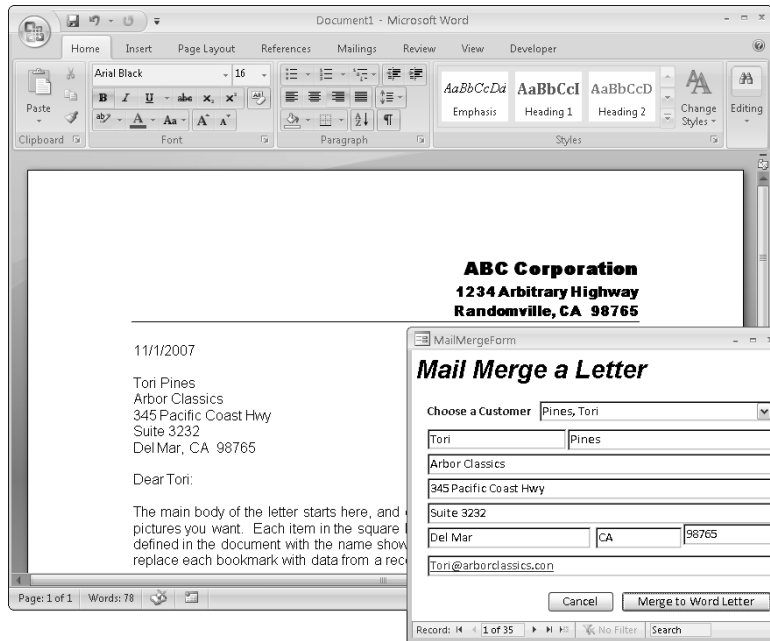 Document1 - Microsoft Word
Home Insert Page Layout References Mailings Review View Developer
Arial Black 16
AaBbCcDd AaBbCcI AaBbCcD
Paste Emphasis Heading 1 Heading 2 Change Styles Editing
B I U abe X₂ X² Aby
ab A Aa A A
Clipboard Font Paragraph Styles
ABC Corporation
1234 Arbitrary Highway
Randomville, CA 98765
11/1/2007
Tori Pines
Arbor Classics
345 Pacific Coast Hwy
Suite 3232
Del Mar, CA 98765
Dear Tori:
The main body of the letter starts here, and
pictures you want. Each item in the square
defined in the document with the name show
replace each bookmark with data from a rec
Page: 1 of 1 Words: 78
MailMergeForm
Mail Merge a Letter
Choose a Customer Pines, Tori
Tori Pines
Arbor Classics
345 Pacific Coast Hwy
Suite 3232
Del Mar CA 98765
Tori@arborclassics.con
Cancel Merge to Word Letter
Record: 1 of 35 No Filter Search